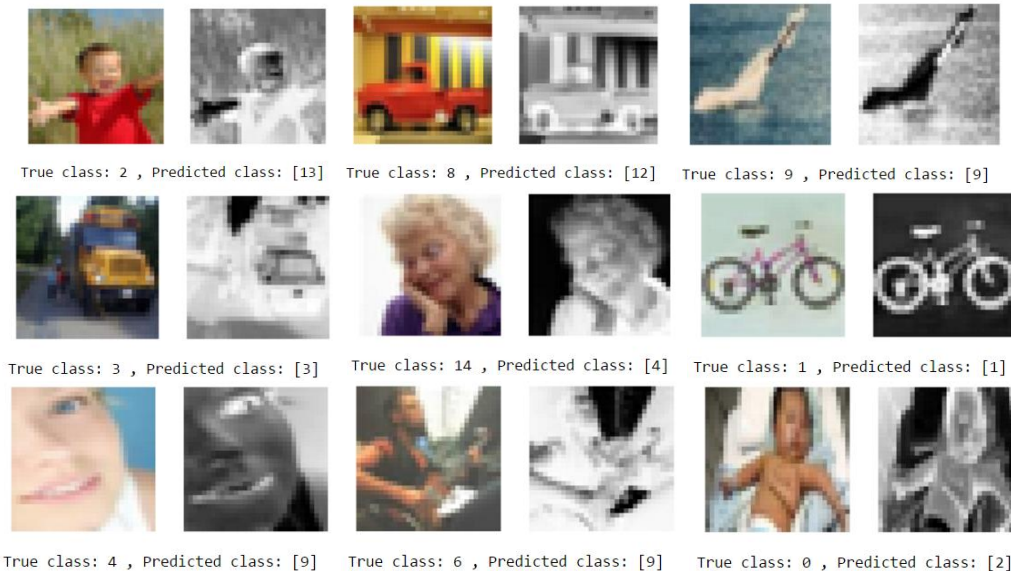 True class: 2 , Predicted class: [13]
True class: 8 , Predicted class: [12]
True class: 9 , Predicted class: [9]
True class: 3 , Predicted class: [3]
True class: 14 , Predicted class: [4]
True class: 1 , Predicted class: [1]
True class: 4 , Predicted class: [9]
True class: 6 , Predicted class: [9]
True class: 0 , Predicted class: [2]